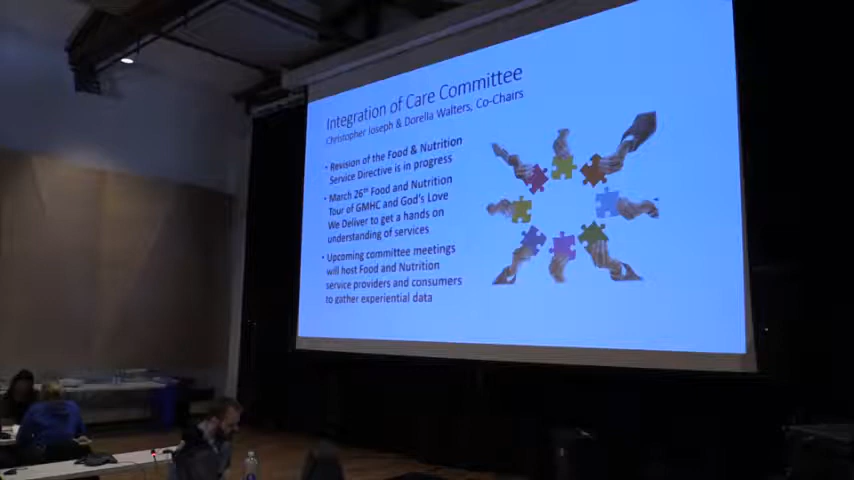 Integration of Care Committee
Christopher Joseph & Dorella Walters, Co-Chairs
• Revision of the Food & Nutrition
Service Directive is in progress
• March 26th Food and Nutrition
Tour of GMHC and God's Love
We Deliver to get a hands on
understanding of services
• Upcoming committee meetings
will host Food and Nutrition
service providers and consumers
to gather experiential data